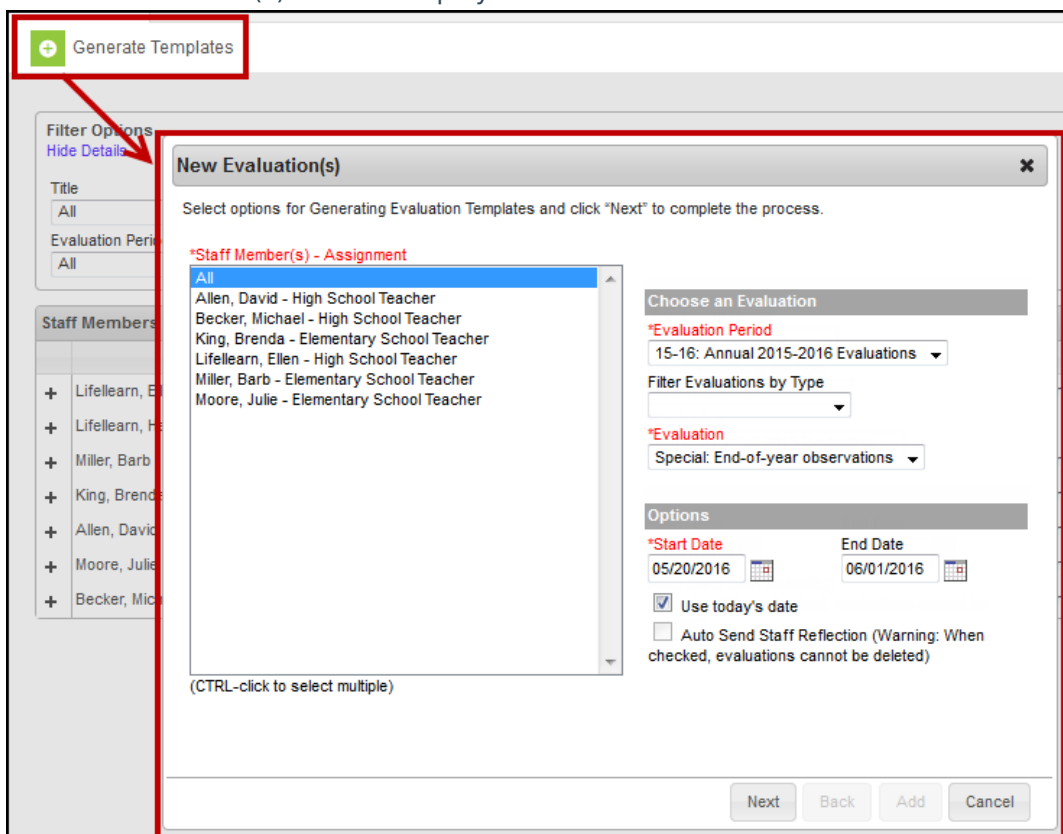 Generate Templates
Filter Options
Hide Details
Title
All
Evaluation
All
Staff Members
Lifellearn,
Lifellearn,
Miller, Barb
King,
Allen,
Moore, Julie
Becker,
New Evaluation(s)
Select options for Generating Evaluation Templates and click “Next” to complete the process.
*Staff Member(s) - Assignment
All
Allen, David - High School Teacher
Becker, Michael - High School Teacher
King, Brenda - Elementary School Teacher
Lifellearn, Ellen - High School Teacher
Miller, Barb - Elementary School Teacher
Moore, Julie - Elementary School Teacher
(CTRL-click to select multiple)
Choose an Evaluation
*Evaluation Period
15-16: Annual 2015-2016 Evaluations
Filter Evaluations by Type
*Evaluation
Special: End-of-year observations
Options
*Start Date End Date
05/20/2016 06/01/2016
Use today's date
Auto Send Staff Reflection (Warning: When
checked, evaluations cannot be deleted)
Next Back Add Cancel